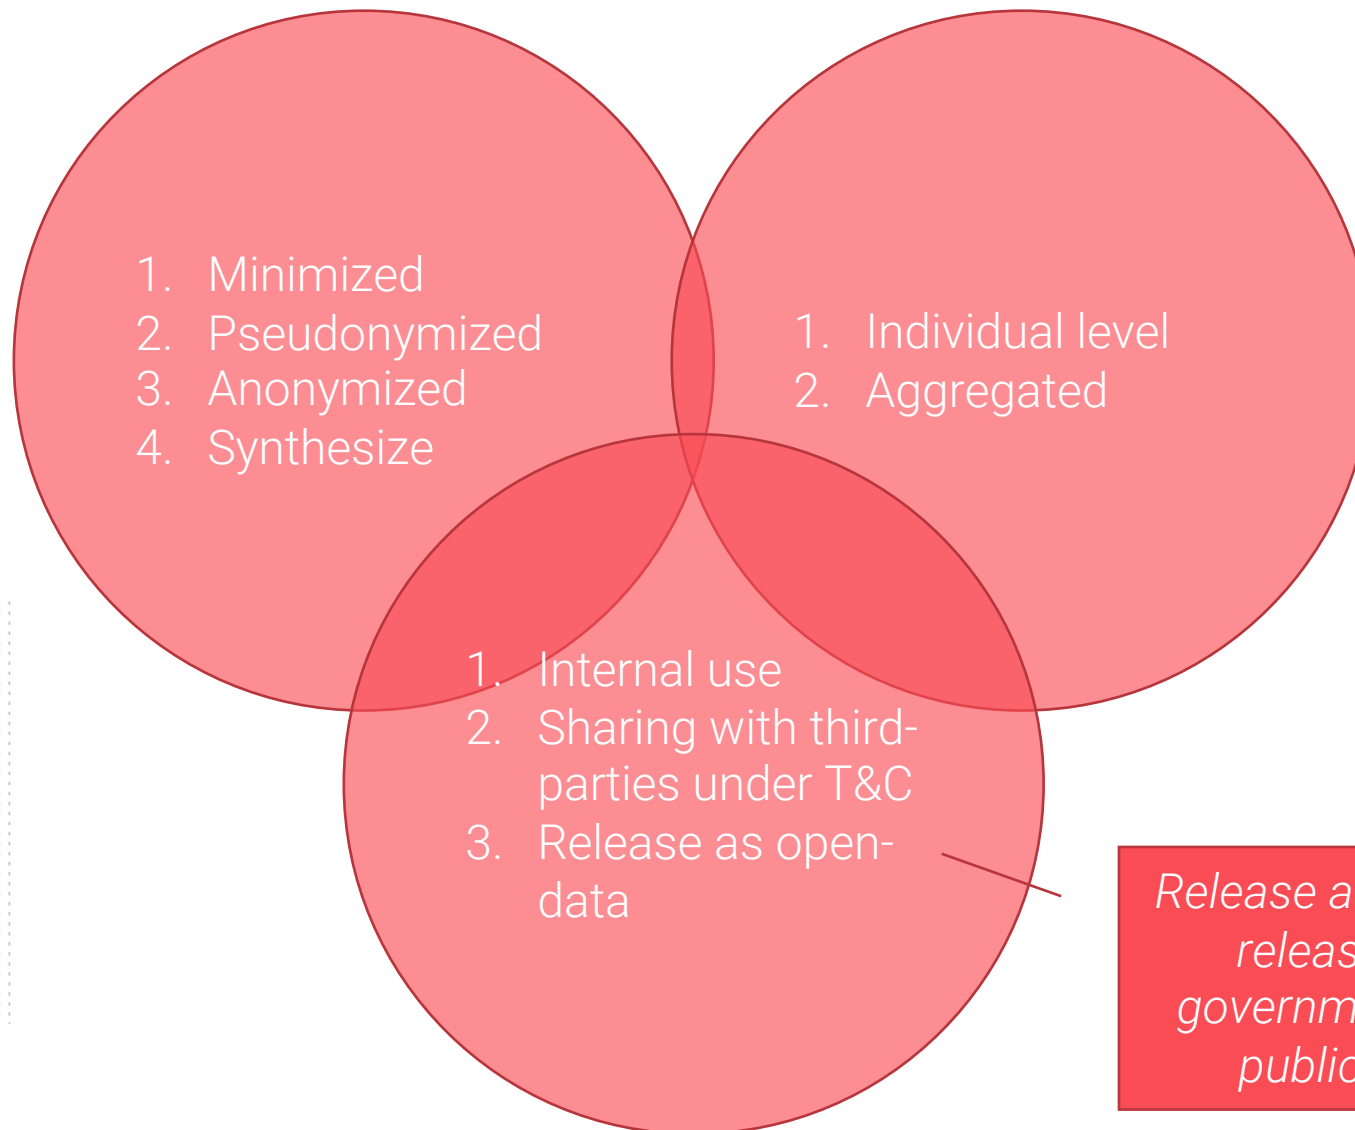 1. Minimized
2. Pseudonymized
3. Anonymized
4. Synthesize
1. Individual level
2. Aggregated
1. Internal use
2. Sharing with third-
parties under T&C
3. Release as open-
data
Release a
releas
governm
public